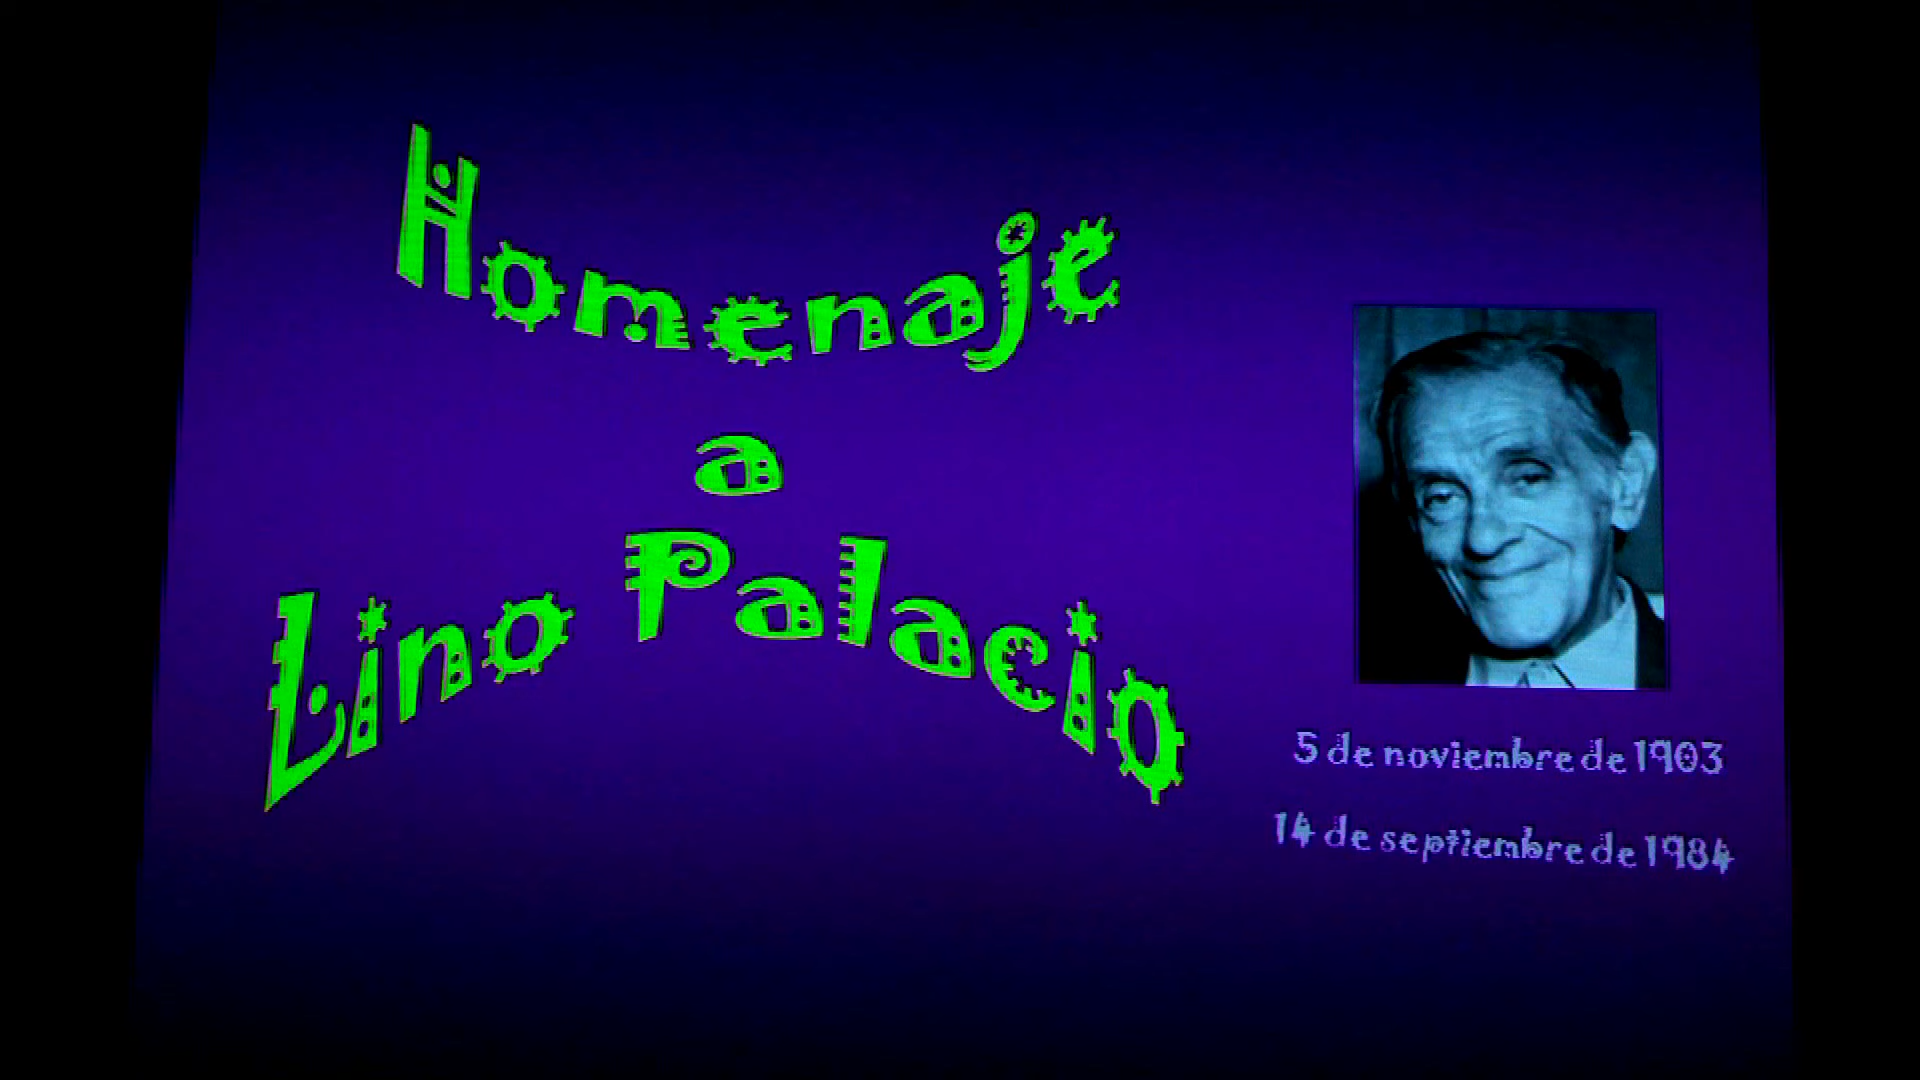 Homenaje
a
Lino Palacio
5 de noviembre de 1903
14 de septiembre de 1984